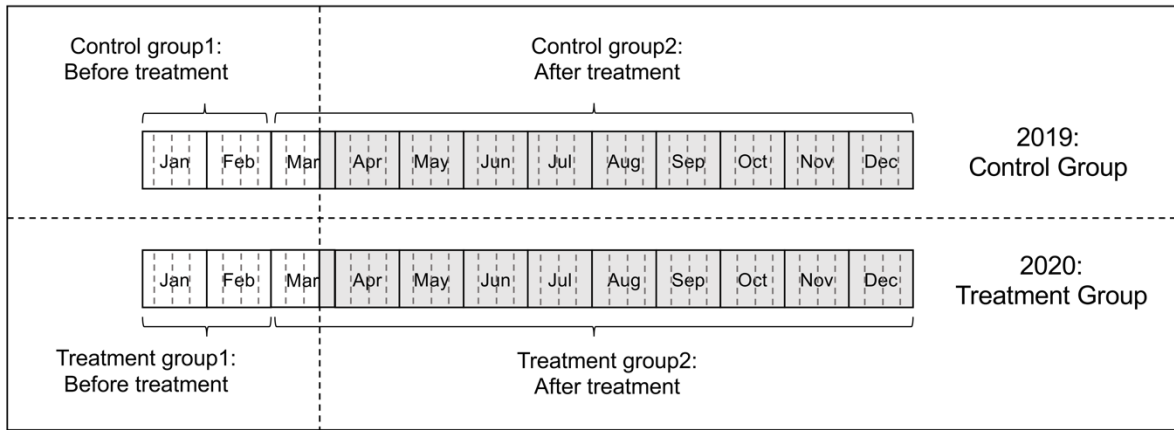 Control group1:
Before treatment
Control group2:
After treatment
Jan Feb Mar Apr May Jun Jul Aug Sep Oct Nov Dec
2019:
Control Group
Jan Feb Mar Apr May Jun Jul Aug Sep Oct Nov Dec
2020:
Treatment Group
Treatment group1:
Before treatment
Treatment group2:
After treatment